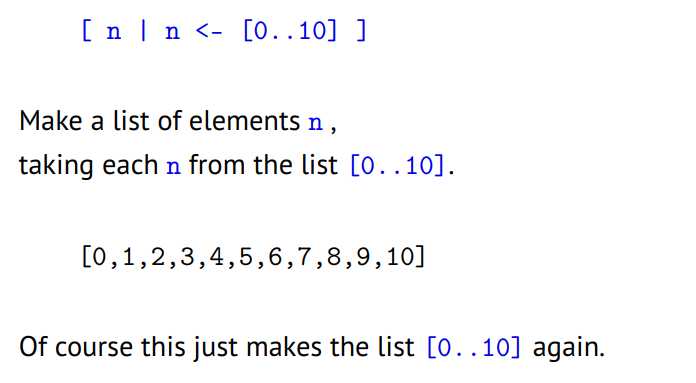 [ n | n <- [0..10] ]
Make a list of elements n ,
taking each n from the list [0..10].
[0,1,2,3,4,5,6,7,8,9,10]
Of course this just makes the list [0..10] again.